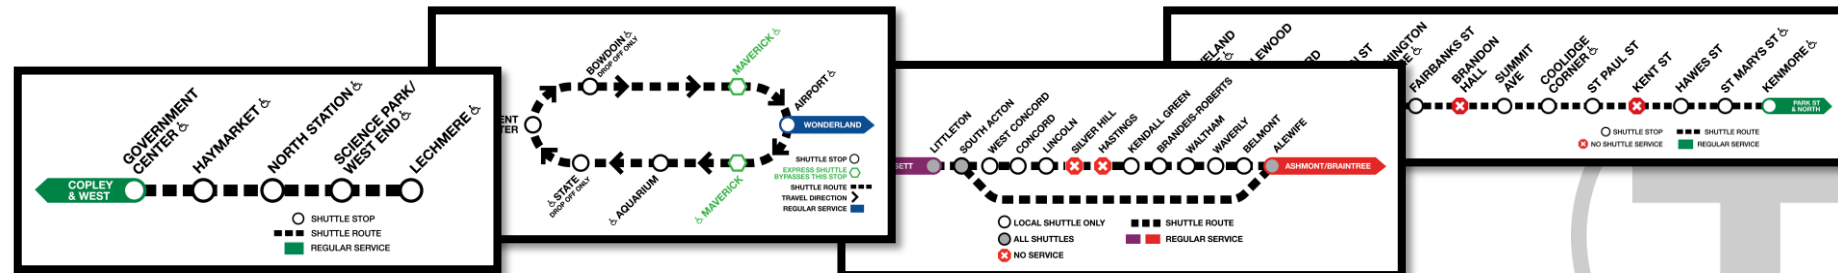 GOVERNMENT
CENTER
HAYMARKET
NORTH STATION
SCIENCE PARK/
WEST END
LECHMERE
COPLEY
& WEST
SHUTTLE STOP
SHUTTLE ROUTE
REGULAR SERVICE
BOWDOIN
DROP OFF ONLY
MAVERICK
AIRPORT
WONDERLAND
STATE
DROP OFF ONLY
AQUARIUM
MAVERICK
SHUTTLE STOP
EXPRESS SHUTTLE
BYPASSES THIS STOP
SHUTTLE ROUTE
TRAVEL DIRECTION
REGULAR SERVICE
LITTLETON
SOUTH ACTON
WEST CONCORD
CONCORD
LINCOLN
SILVER HILL
HASTINGS
KENDALL GREEN
BRANDEIS-ROBERTS
WALTHAM
WAVERLY
BELMONT
ALEWIFE
SETT
ASHMONT/BRAINTREE
LOCAL SHUTTLE ONLY
SHUTTLE ROUTE
ALL SHUTTLES
REGULAR SERVICE
NO SERVICE
FAIRBANKS ST
BRANDON
HALL
SUMMIT
AVE
COOLIDGE
CORNER
ST PAUL ST
KENT ST
HAWES ST
ST MARYS ST
KENMORE
PARK ST
& NORTH
SHUTTLE STOP
SHUTTLE ROUTE
NO SHUTTLE SERVICE
REGULAR SERVICE
T